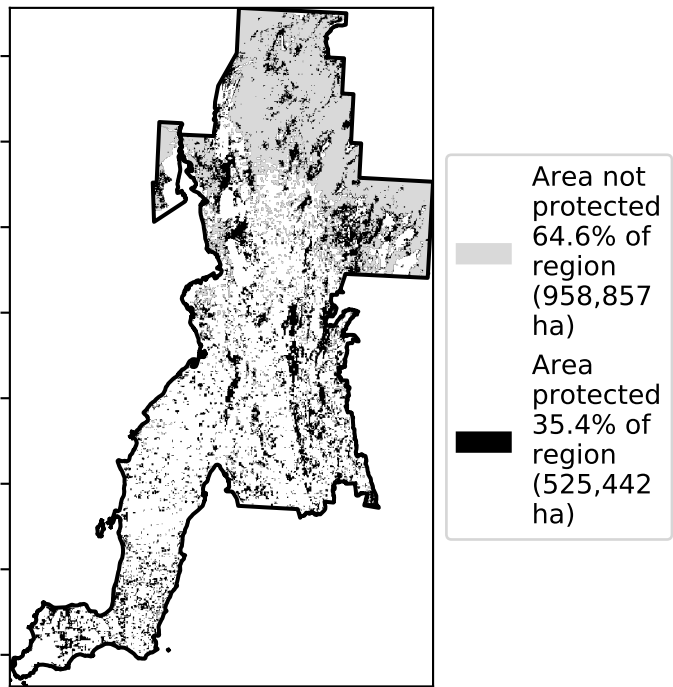 Area not
protected
64.6% of
region
(958,857
ha)
Area
protected
35.4% of
region
(525,442
ha)